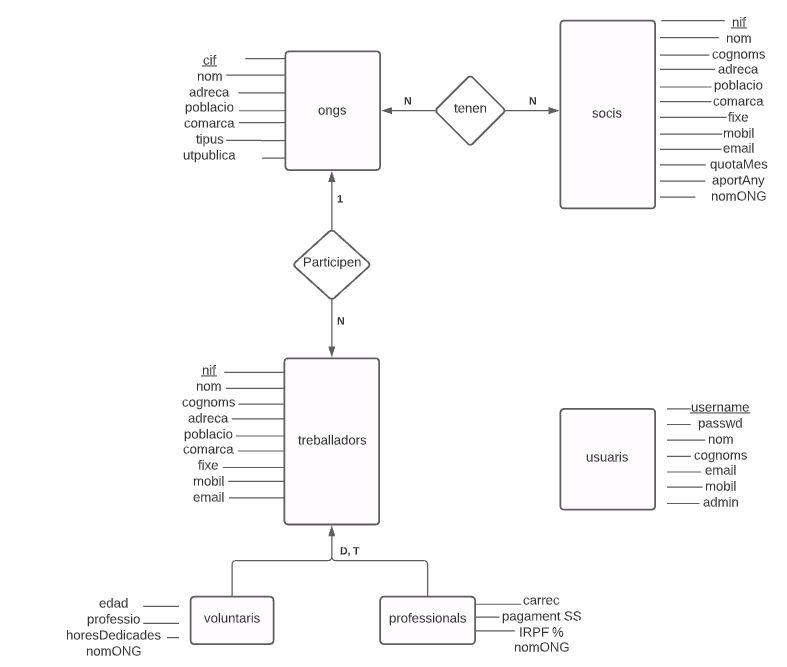 cif
nom
adreca
poblacio
comarca
tipus
utpublica
ongs
N
tenen
N
socis
nif
nom
cognoms
adreca
poblacio
comarca
fixe
mobil
email
quotaMes
aportAny
nomONG
1
Participen
N
nif
nom
cognoms
adreca
poblacio
comarca
fixe
mobil
email
treballadors
usuaris
username
passwd
nom
cognoms
email
mobil
admin
D, T
edad
professio
horesDedicades
nomONG
voluntaris
professionals
carrec
pagament SS
IRPF %
nomONG